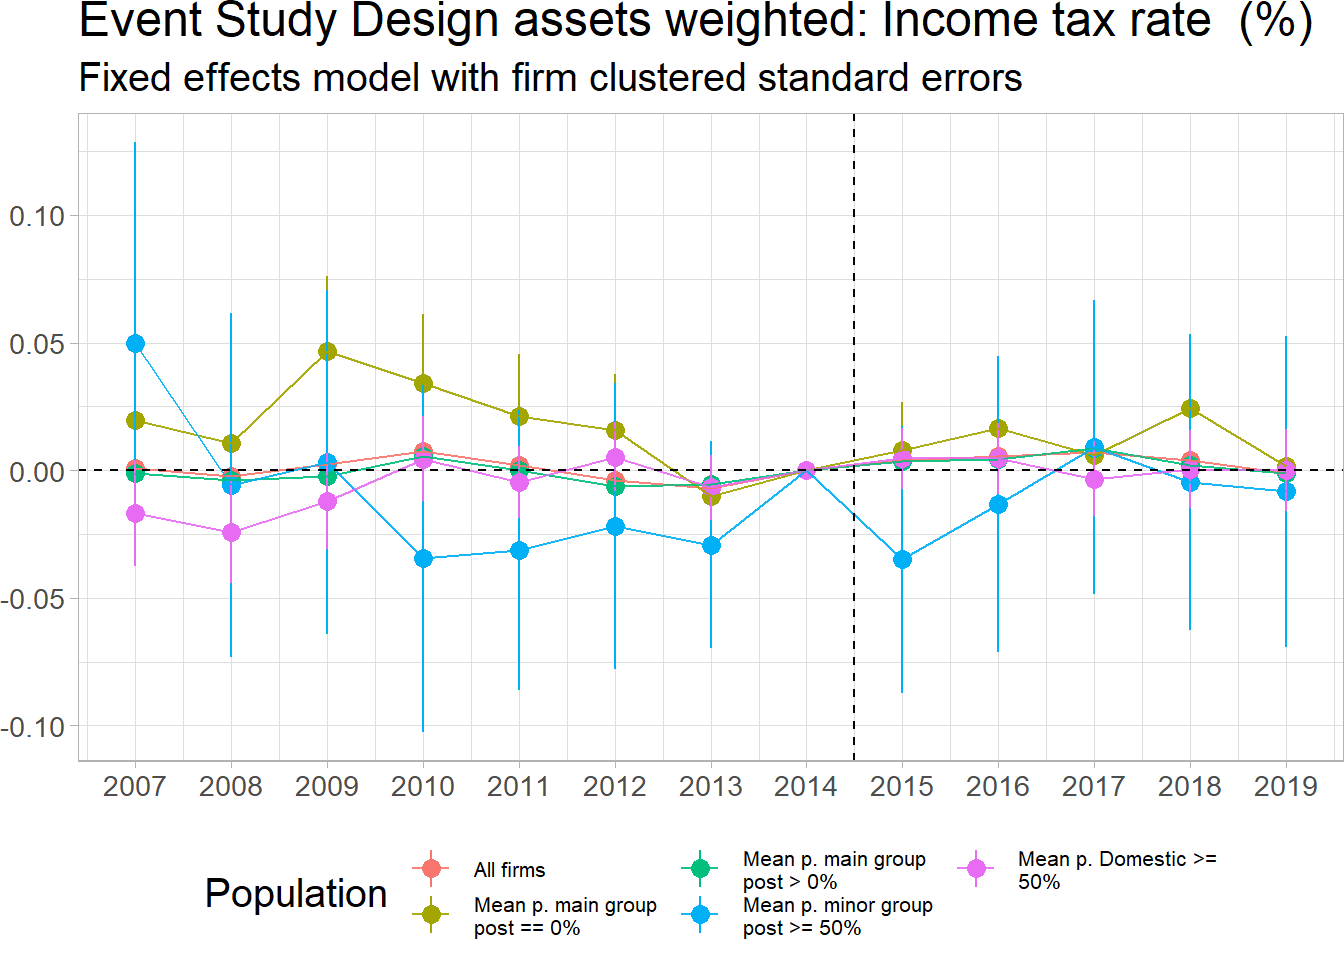 Event Study Design assets weighted: Income tax rate  (%)
Fixed effects model with firm clustered standard errors
0.10
0.05
0.00
-0.05
-0.10
2007 2008 2009 2010 2011 2012 2013 2014 2015 2016 2017 2018 2019
Population
All firms
Mean p. main group
post == 0%
Mean p. main group
post > 0%
Mean p. minor group
post >= 50%
Mean p. Domestic >=
50%